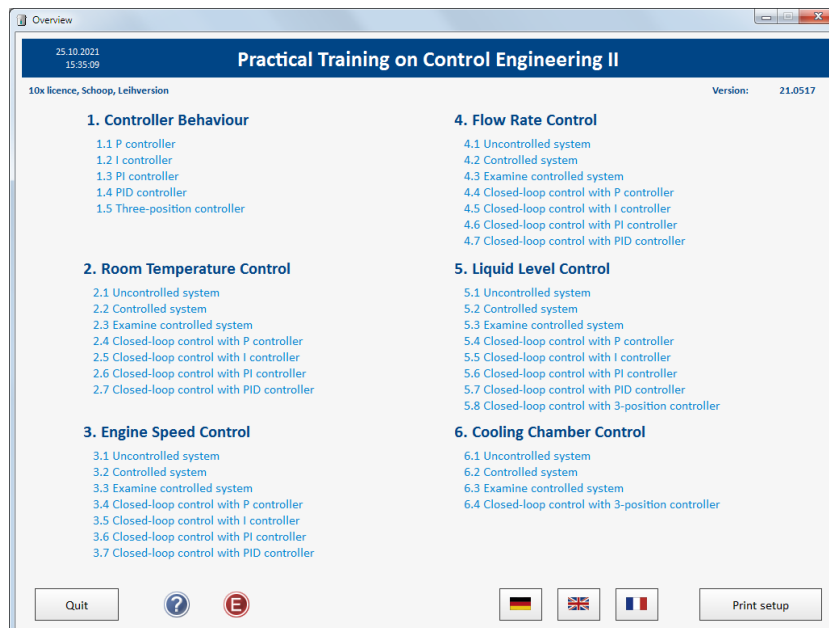 Overview
25.10.2021
15:35:09
Practical Training on Control Engineering II
10x licence, Schoop, Leihversion
Version: 21.0517
1. Controller Behaviour
1.1 P controller
1.2 I controller
1.3 PI controller
1.4 PID controller
1.5 Three-position controller
2. Room Temperature Control
2.1 Uncontrolled system
2.2 Controlled system
2.3 Examine controlled system
2.4 Closed-loop control with P controller
2.5 Closed-loop control with I controller
2.6 Closed-loop control with PI controller
2.7 Closed-loop control with PID controller
3. Engine Speed Control
3.1 Uncontrolled system
3.2 Controlled system
3.3 Examine controlled system
3.4 Closed-loop control with P controller
3.5 Closed-loop control with I controller
3.6 Closed-loop control with PI controller
3.7 Closed-loop control with PID controller
4. Flow Rate Control
4.1 Uncontrolled system
4.2 Controlled system
4.3 Examine controlled system
4.4 Closed-loop control with P controller
4.5 Closed-loop control with I controller
4.6 Closed-loop control with PI controller
4.7 Closed-loop control with PID controller
5. Liquid Level Control
5.1 Uncontrolled system
5.2 Controlled system
5.3 Examine controlled system
5.4 Closed-loop control with P controller
5.5 Closed-loop control with I controller
5.6 Closed-loop control with PI controller
5.7 Closed-loop control with PID controller
5.8 Closed-loop control with 3-position controller
6. Cooling Chamber Control
6.1 Uncontrolled system
6.2 Controlled system
6.3 Examine controlled system
6.4 Closed-loop control with 3-position controller
Quit
?
E
Print setup